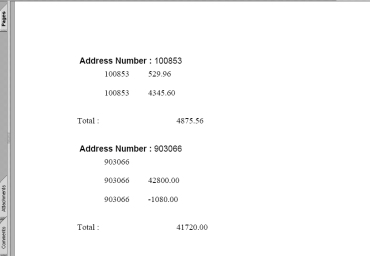 Pages
Address Number : 100853
100853 529.96
100853 4345.60
Total : 4875.56
Address Number : 903066
903066
903066 42800.00
903066 -1080.00
Total : 41720.00
Attachments
Comments